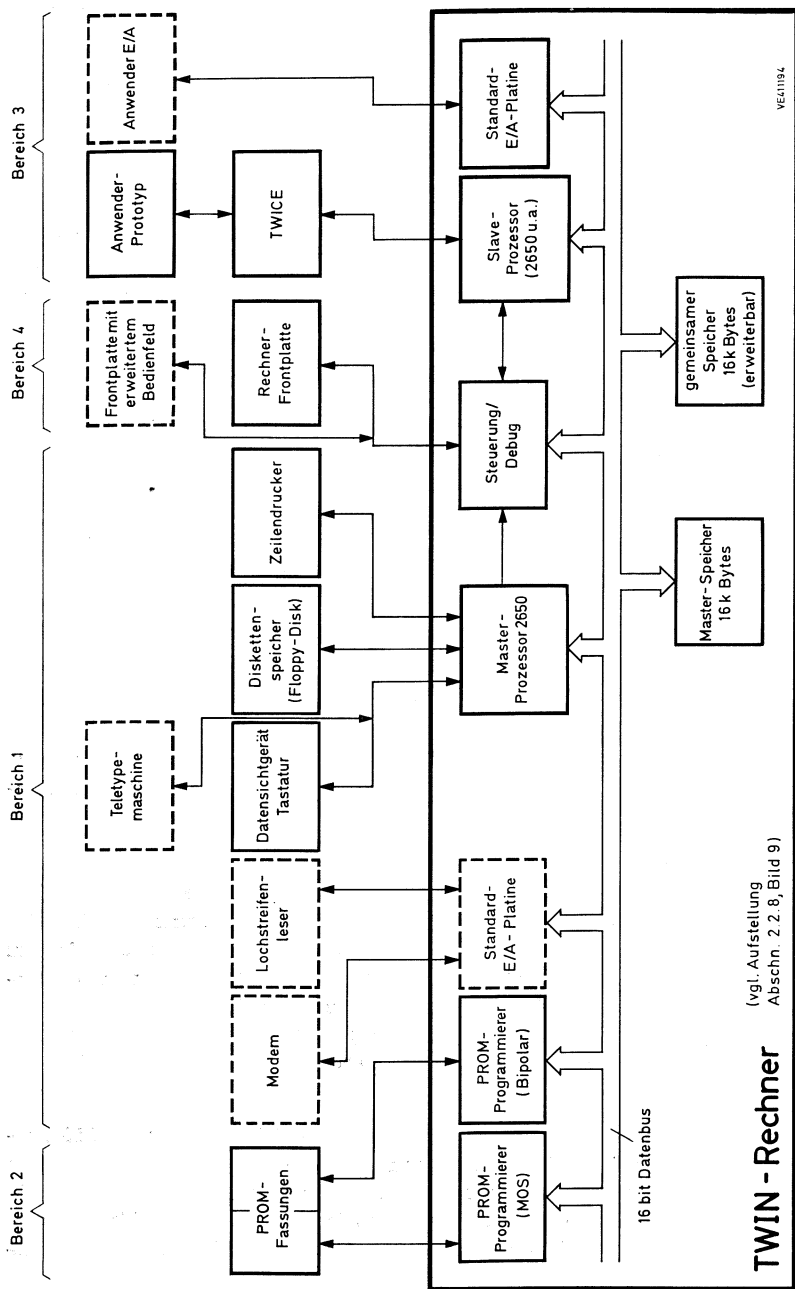 Bereich 2
Bereich 1
Bereich 4
Bereich 3
Teletype-
maschine
Frontplatte mit
erweitertem
Bedienfeld
Anwender-
Prototyp
Anwender E/A
PROM-
Fassungen
Modem
Lochstreifen-
leser
Datensichtgerät
Tastatur
Disketten-
speicher
(Floppy-Disk)
Zeilendrucker
Rechner-
Frontplatte
TWICE
PROM-
Programmierer
(MOS)
PROM-
Programmierer
(Bipolar)
Standard-
E/A - Platine
Master-
Prozessor 2650
Steuerung/
Debug
Slave-
Prozessor
(2650 u.a.)
Standard-
E/A-Platine
16 bit Datenbus
Master-Speicher
16 k Bytes
gemeinsamer
Speicher
16 k Bytes
(erweiterbar)
TWIN - Rechner
(vgl. Aufstellung
Abschn. 2.2.8, Bild 9)
VE411194